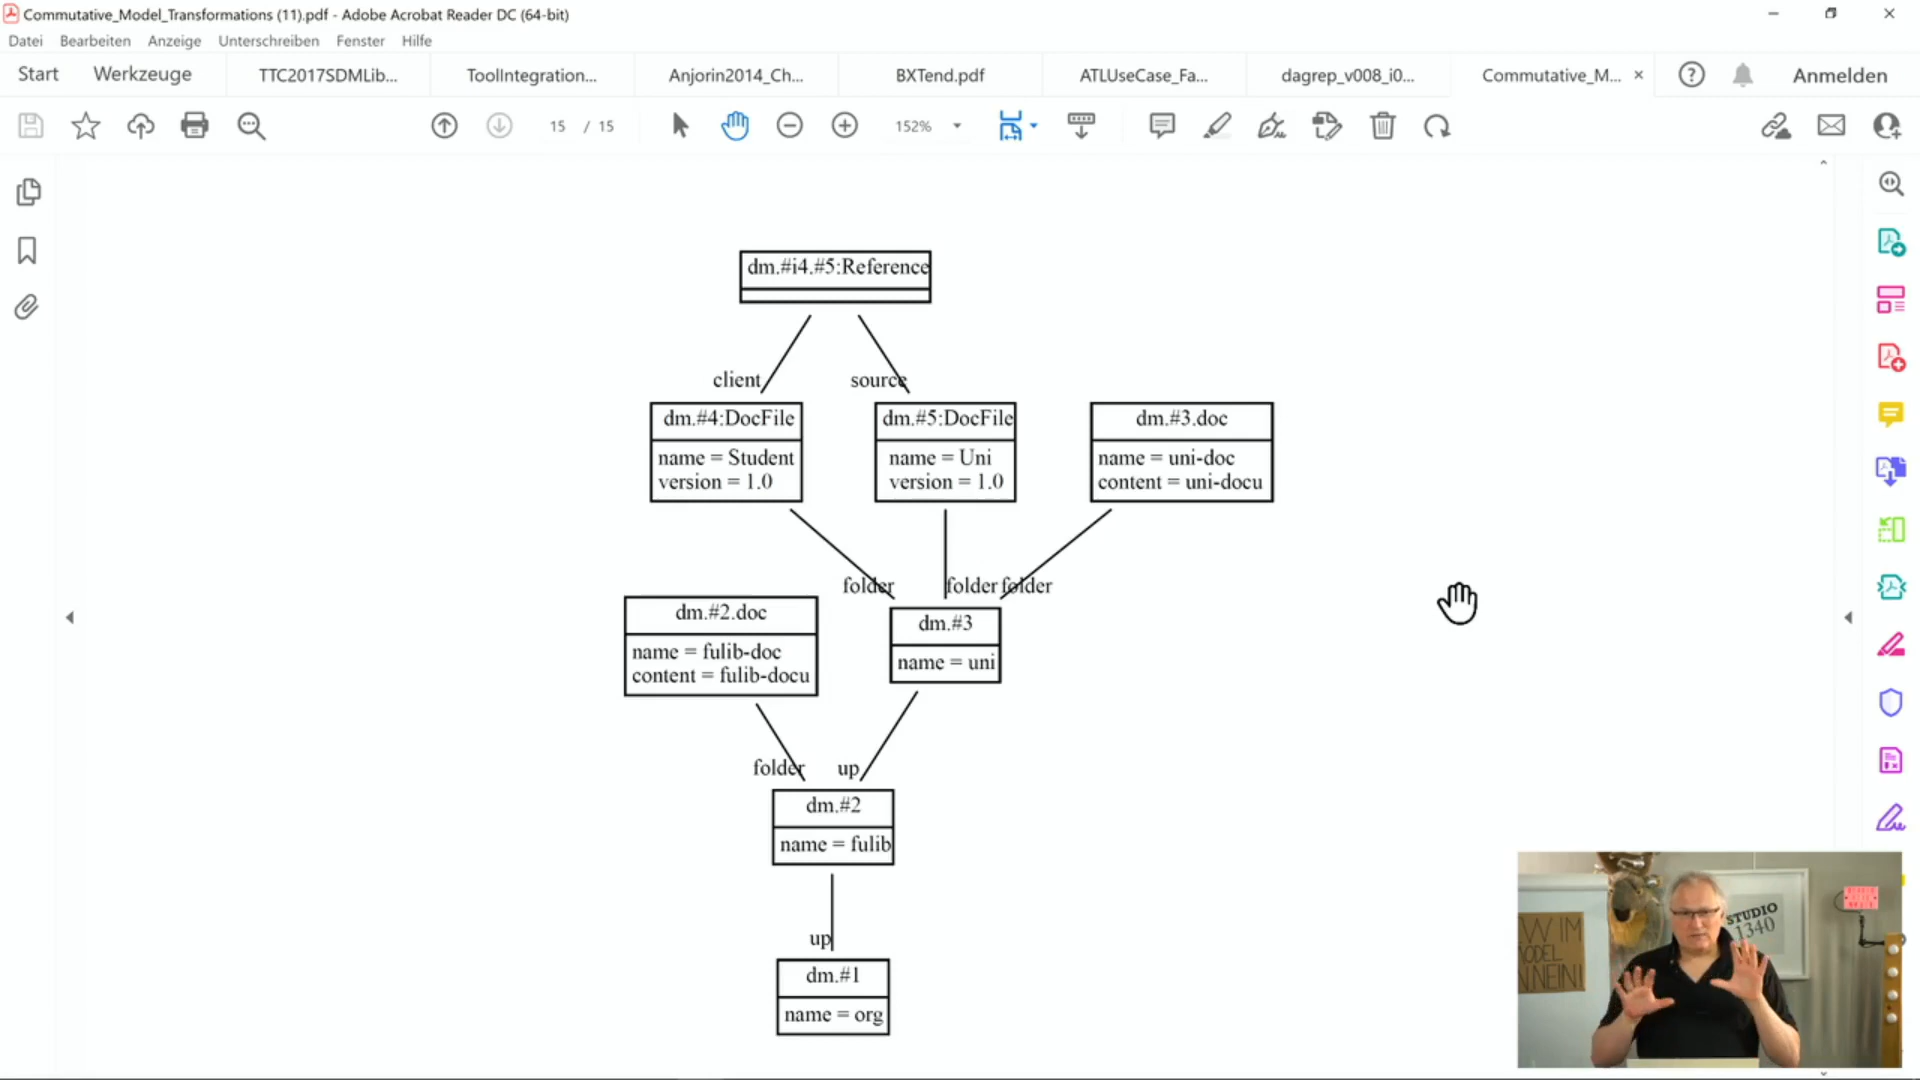 Commutative_Model_Transformations (11).pdf - Adobe Acrobat Reader DC (64-bit)
Datei Bearbeiten Anzeige Unterschreiben Fenster Hilfe
Start Werkzeuge TTC2017SDMLib... ToolIntegration... Anjorin2014_Ch... BXTend.pdf ATLUseCase_Fa... dagrep_v008_i0... Commutative_M... × ? Anmelden
15 / 15 152%
dm.#i4.#5:Reference
client source
dm.#4:DocFile dm.#5:DocFile dm.#3.doc
name = Student name = Uni name = uni-doc
version = 1.0 version = 1.0 content = uni-docu
folder folder folder
dm.#2.doc dm.#3
name = fulib-doc name = uni
content = fulib-docu
folder up
dm.#2
name = fulib
up
dm.#1
name = org
STUDIO
1340
W IM
ODEL
N.NEIN!